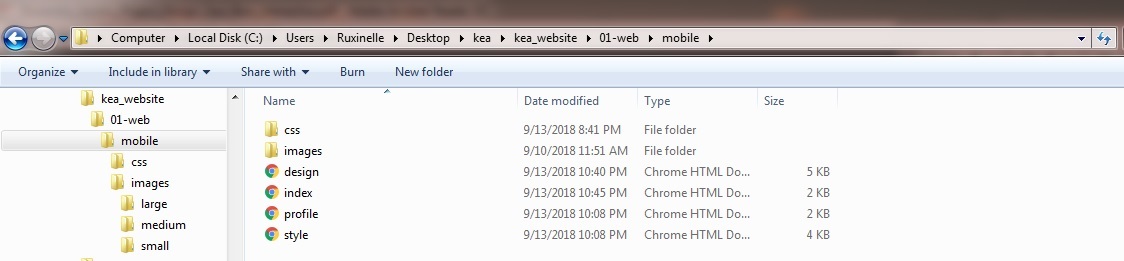 Computer Local Disk (C:) Users Ruxinelle Desktop kea kea_website 01-web mobile
Organize Include in library Share with Burn New folder
kea_website
01-web
mobile
css
images
large
medium
small
Name Date modified Type Size
css 9/13/2018 8:41 PM File folder
images 9/10/2018 11:51 AM File folder
design 9/13/2018 10:40 PM Chrome HTML Do... 5 KB
index 9/13/2018 10:45 PM Chrome HTML Do... 2 KB
profile 9/13/2018 10:08 PM Chrome HTML Do... 2 KB
style 9/13/2018 10:08 PM Chrome HTML Do... 4 KB